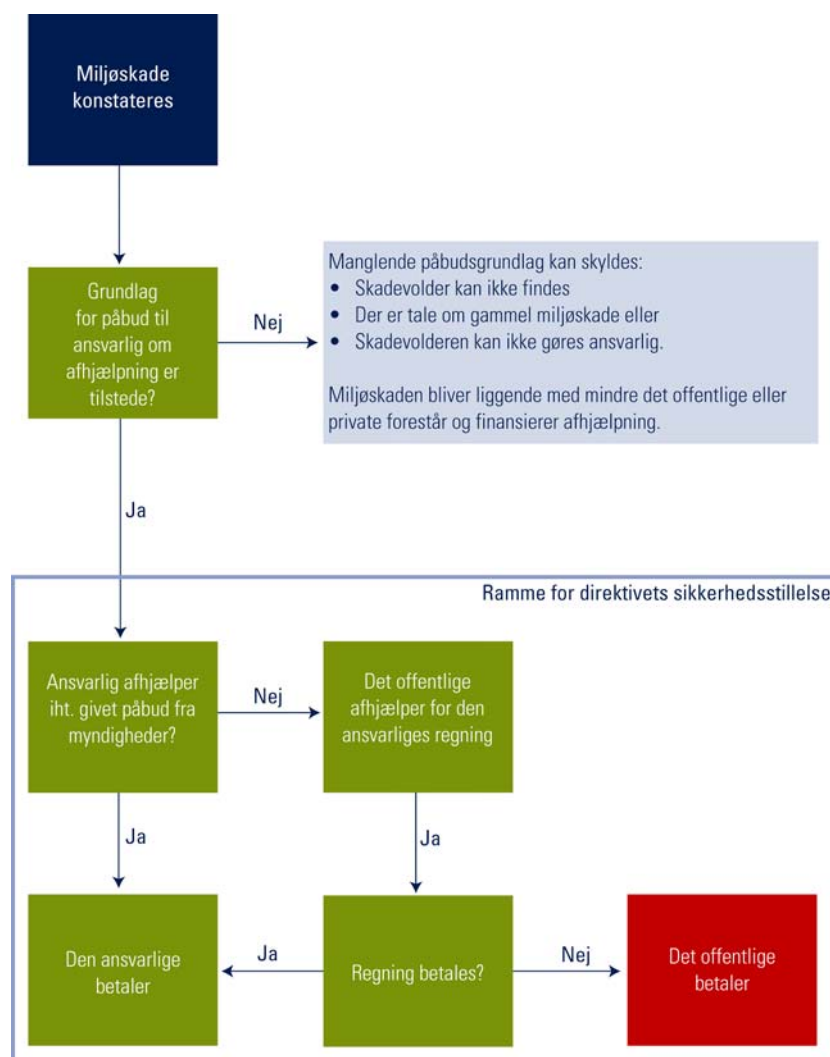 Miljøskade
konstateres
Grundlag
for påbud til
ansvarlig om
afhjælpning er
tilstede?
Nej
Manglende påbudsgrundlag kan skyldes:
• Skadevolder kan ikke findes
• Der er tale om gammel miljøskade eller
• Skadevolderen kan ikke gøres ansvarlig.
Miljøskaden bliver liggende med mindre det offentlige eller
private forestår og finansierer afhjælpning.
Ja
Ramme for direktivets sikkerhedsstillelse
Ansvarlig afhjælper
iht. givet påbud fra
myndigheder?
Nej
Det offentlige
afhjælper for den
ansvarliges regning
Ja
Ja
Den ansvarlige
betaler
Ja
Regning betales?
Nej
Det offentlige
betaler